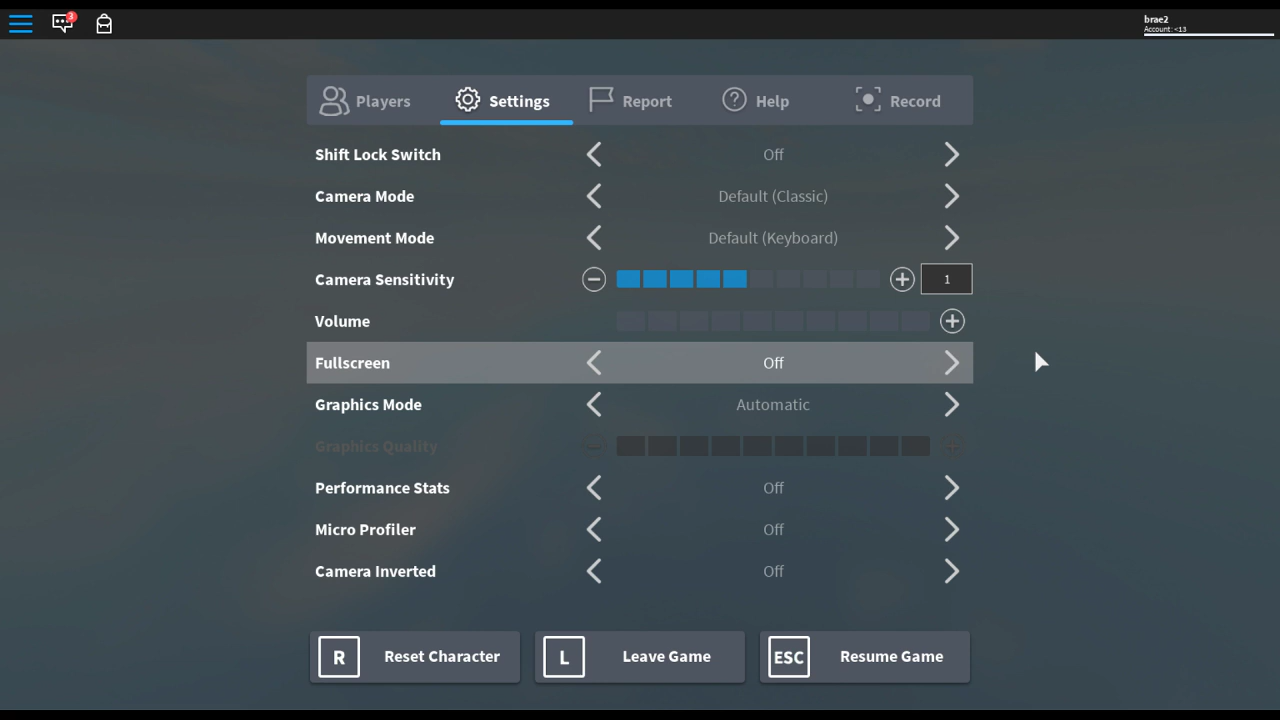 3
brae2
Account: <13
Players Settings Report Help Record
Shift Lock Switch Off
Camera Mode Default (Classic)
Movement Mode Default (Keyboard)
Camera Sensitivity 1
Volume
Fullscreen Off
Graphics Mode Automatic
Graphics Quality
Performance Stats Off
Micro Profiler Off
Camera Inverted Off
R Reset Character L Leave Game ESC Resume Game